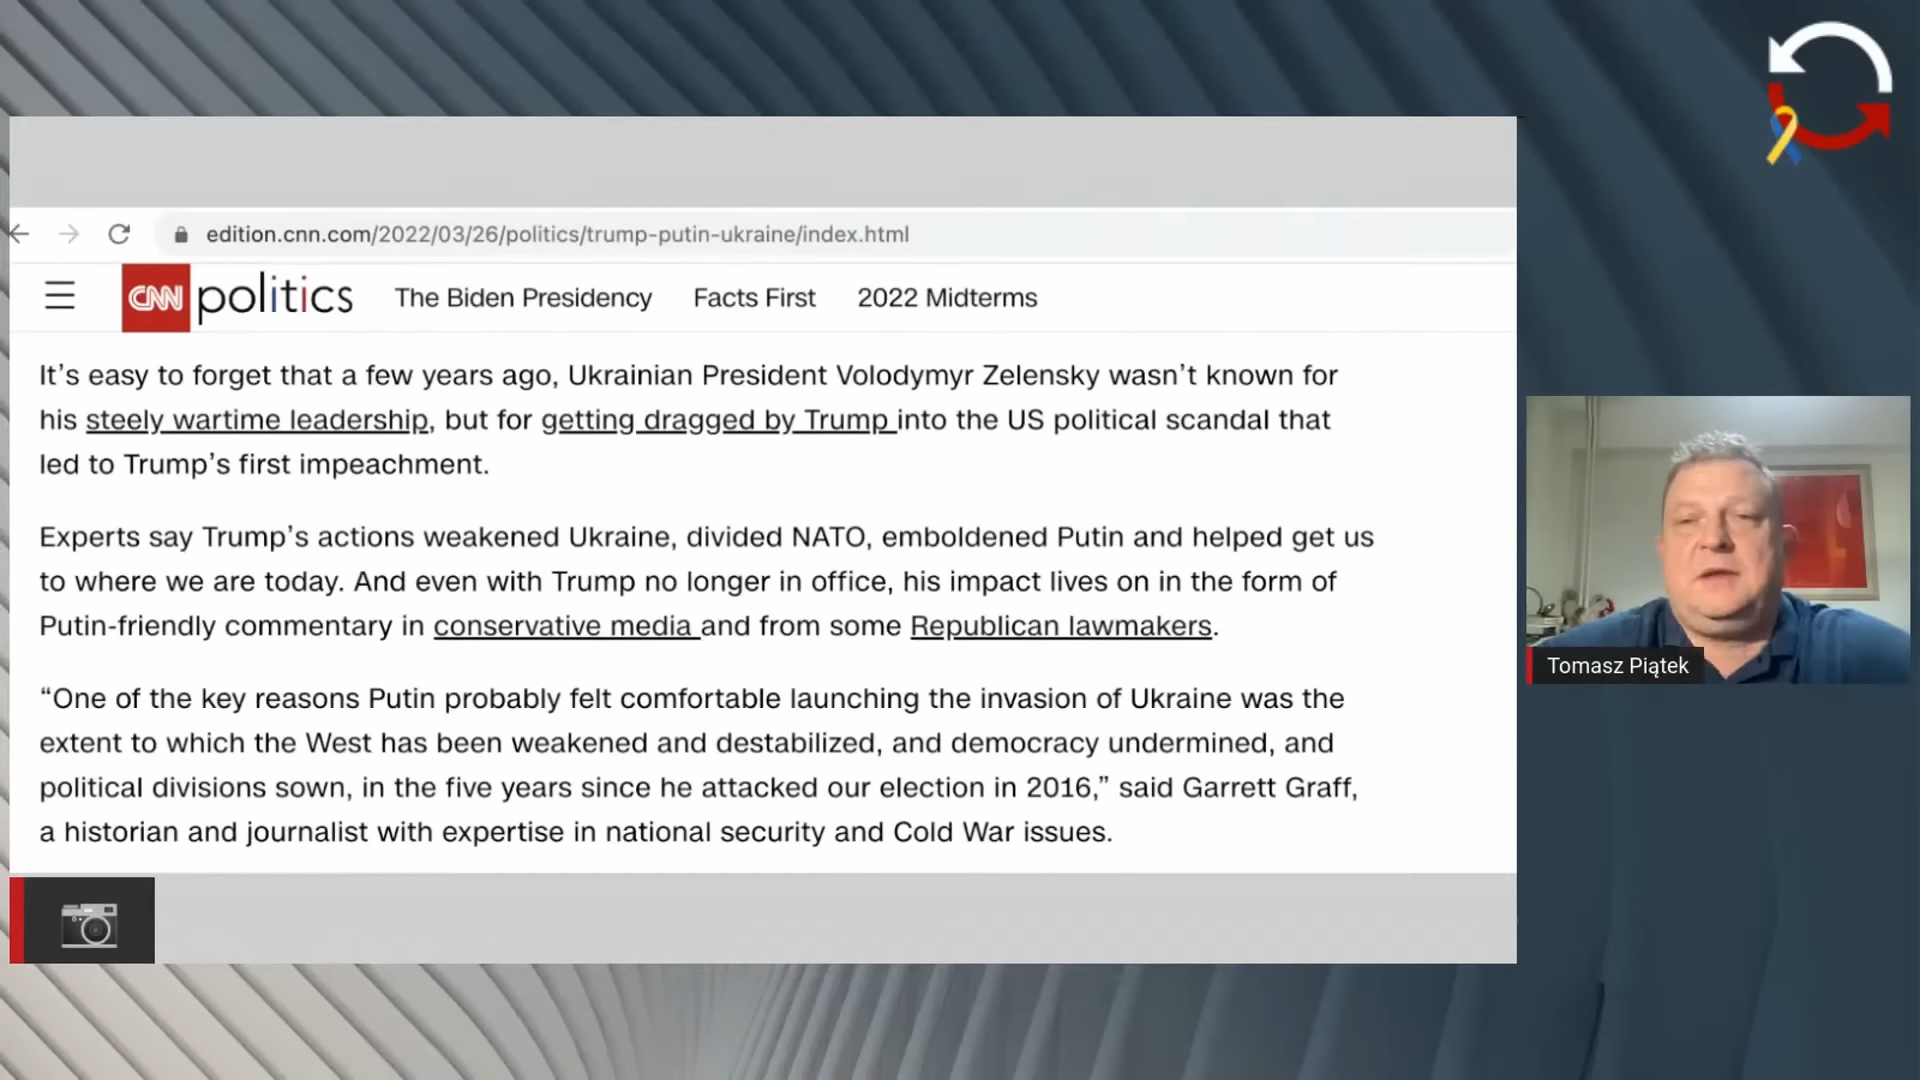 edition.cnn.com/2022/03/26/politics/trump-putin-ukraine/index.html
CNN politics The Biden Presidency Facts First 2022 Midterms
It’s easy to forget that a few years ago, Ukrainian President Volodymyr Zelensky wasn’t known for
his steely wartime leadership, but for getting dragged by Trump into the US political scandal that
led to Trump’s first impeachment.
Experts say Trump’s actions weakened Ukraine, divided NATO, emboldened Putin and helped get us
to where we are today. And even with Trump no longer in office, his impact lives on in the form of
Putin-friendly commentary in conservative media and from some Republican lawmakers.
“One of the key reasons Putin probably felt comfortable launching the invasion of Ukraine was the
extent to which the West has been weakened and destabilized, and democracy undermined, and
political divisions sown, in the five years since he attacked our election in 2016,” said Garrett Graff,
a historian and journalist with expertise in national security and Cold War issues.
Tomasz Piątek